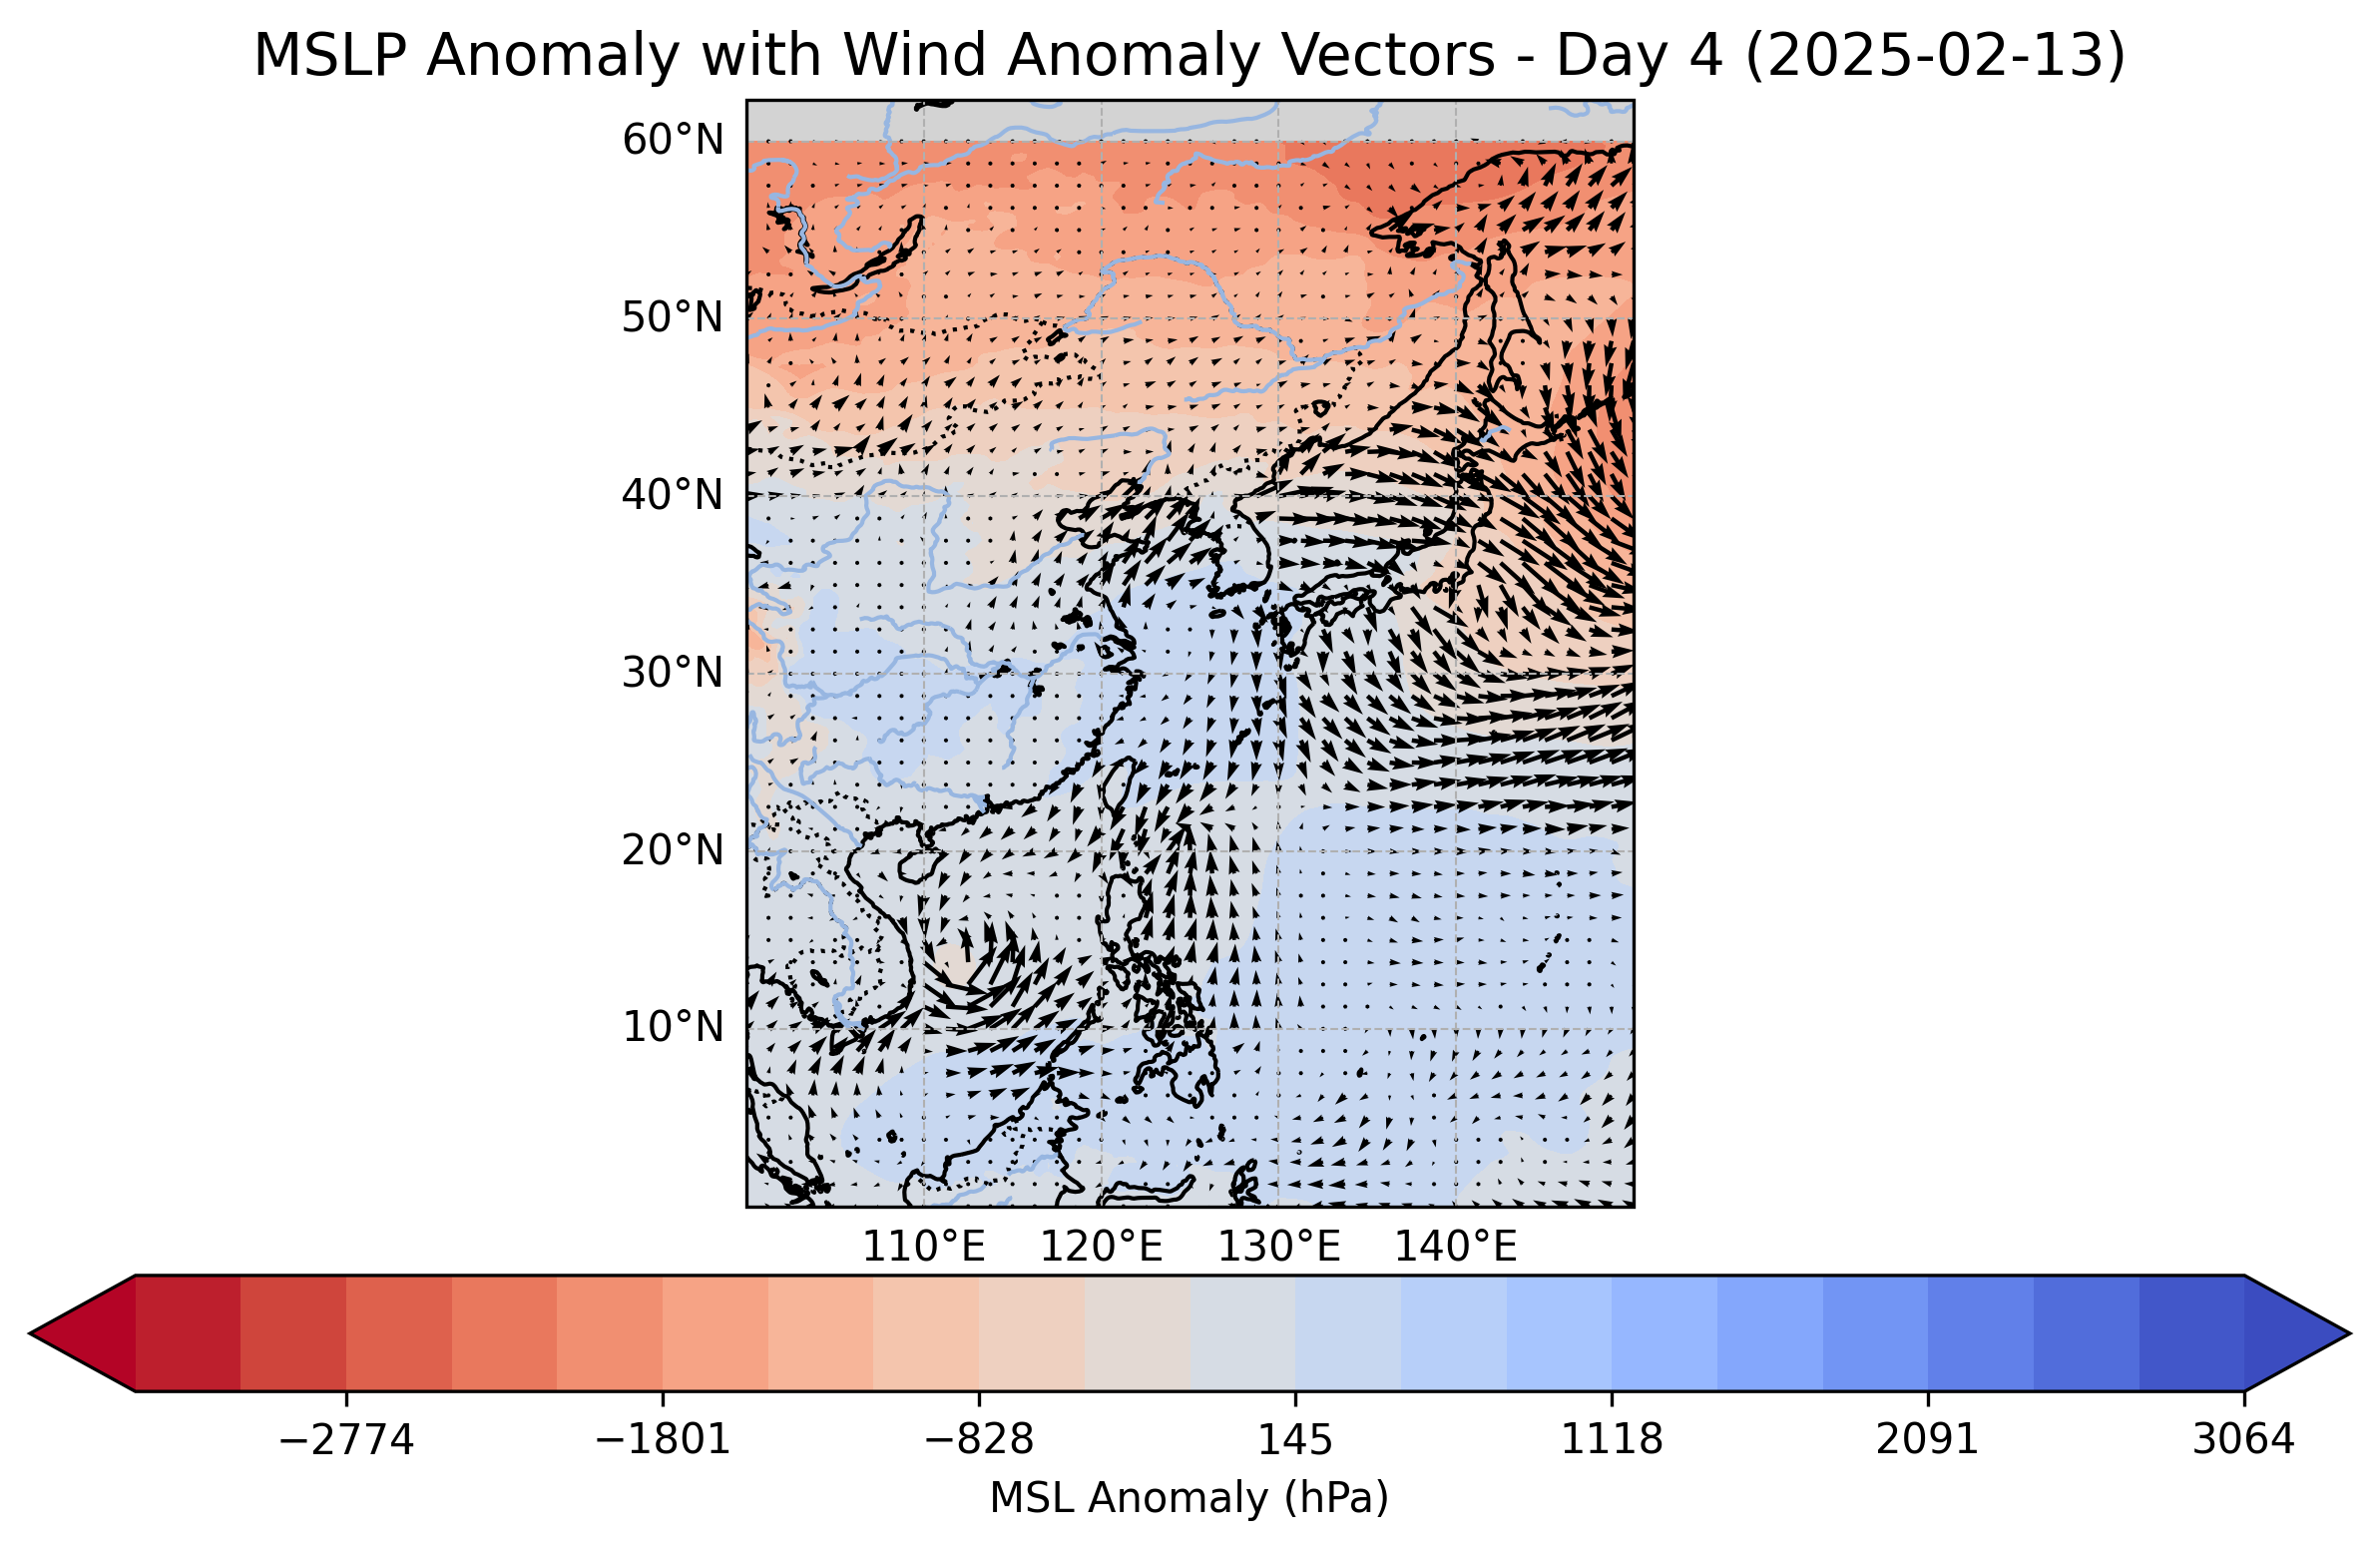 MSLP Anomaly with Wind Anomaly Vectors - Day 4 (2025-02-13)
60°N
50°N
40°N
30°N
20°N
10°N
110°E 120°E 130°E 140°E
−2774 −1801 −828 145 1118 2091 3064
MSL Anomaly (hPa)